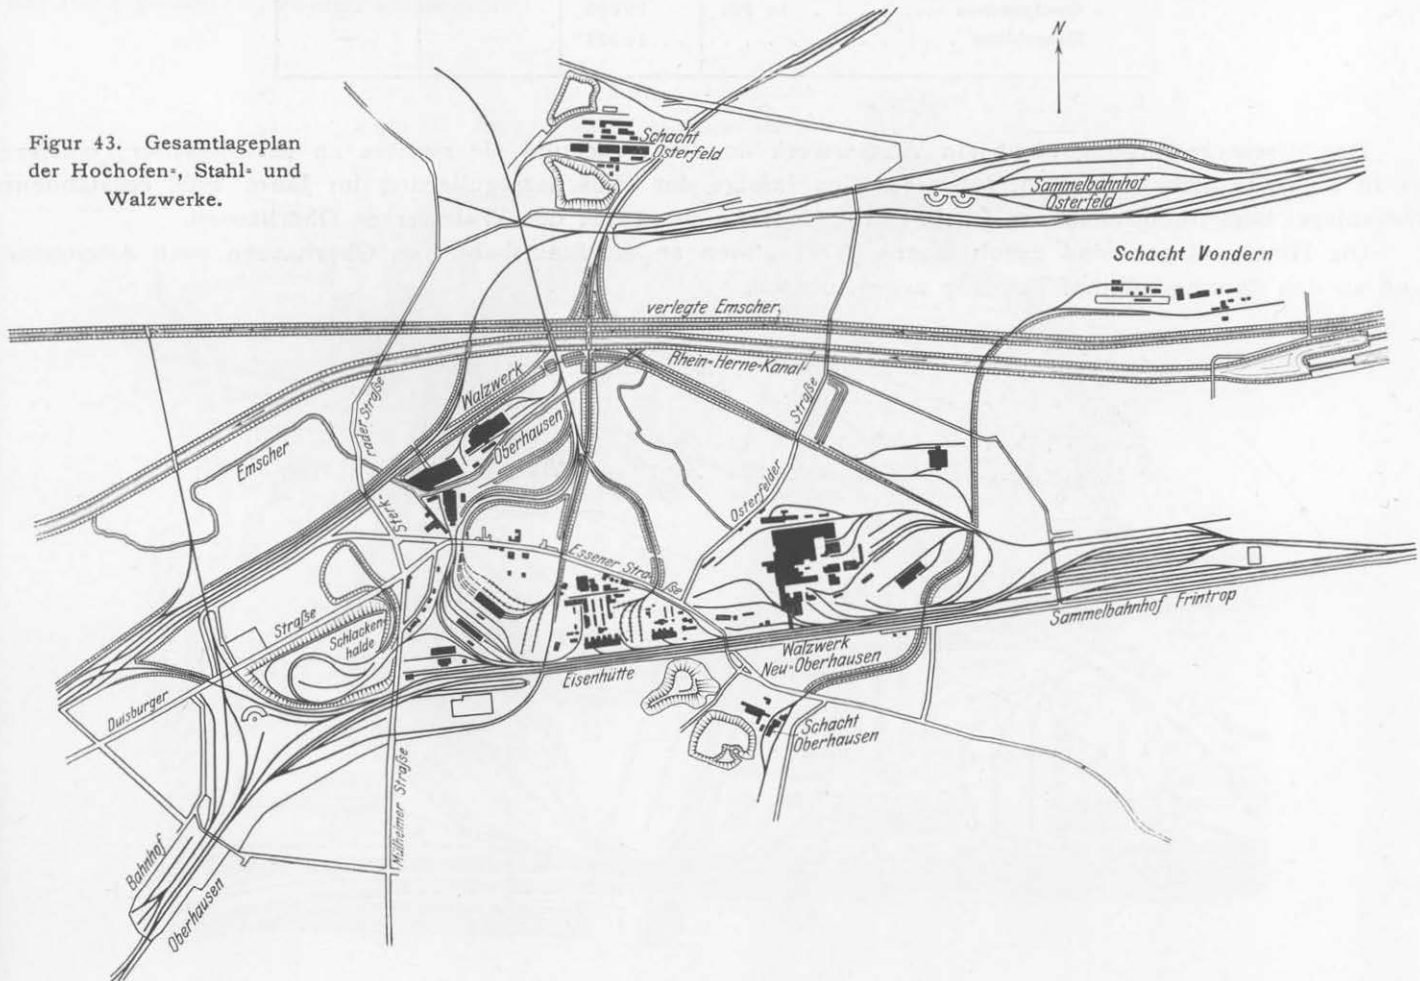 N
Figur 43. Gesamtlageplan
der Hochofen-, Stahl- und
Walzwerke.
Schacht
Osterfeld
Sammelbahnhof
Osterfeld
Schacht Vondern
verlegte Emscher
Rhein-Herne-Kanal
Walzwerk
Oberhausen
Sterk-
rader Straße
Emscher
Osterfelder
Straße
Essener Stra
ße
Straße
Schlacken-
halde
Duisburger
Eisenhütte
Walzwerk
Neu-Oberhausen
Sammelbahnhof Frintrop
Schacht
Oberhausen
Mülheimer Straße
Bahnhof
Oberhausen